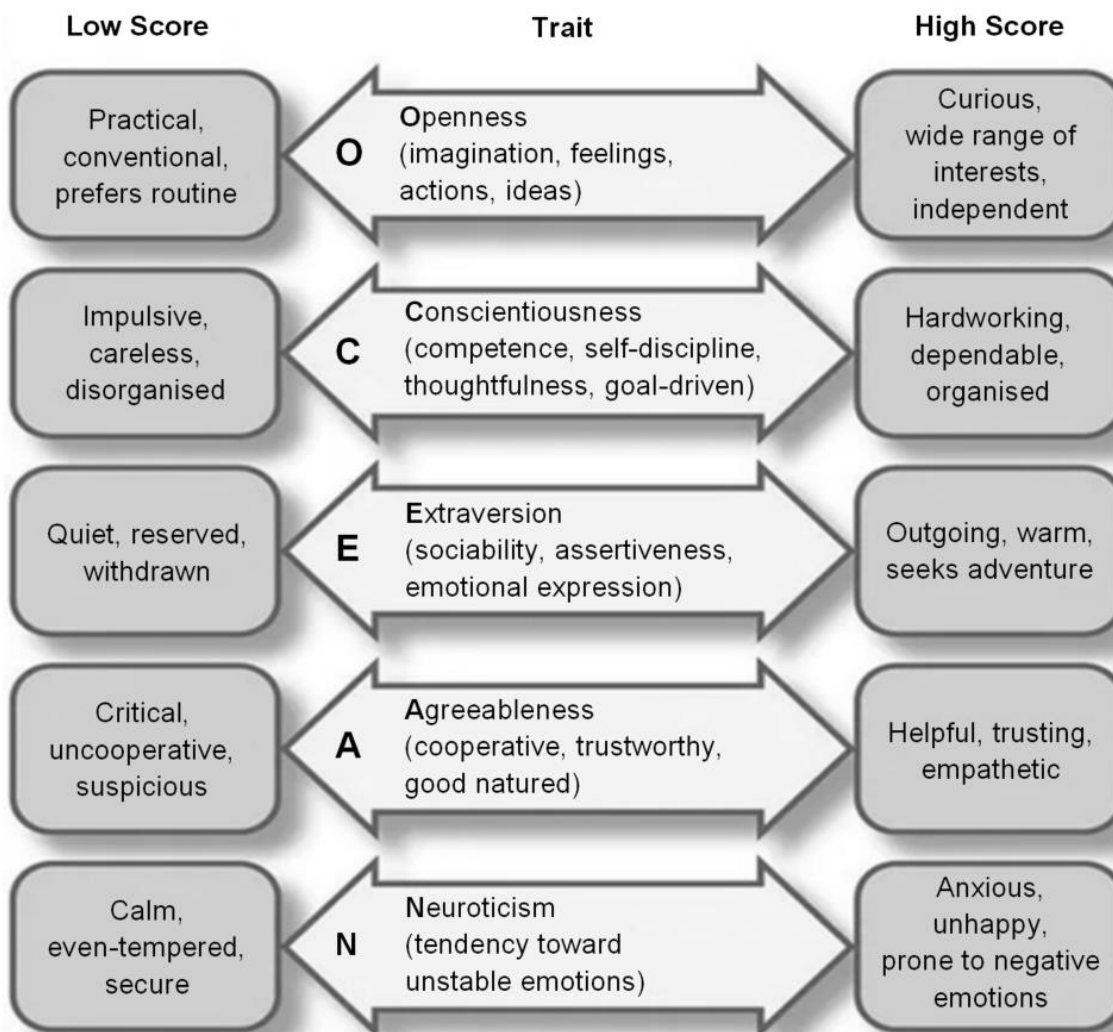 Low Score
Trait
High Score
Practical,
conventional,
prefers routine
O
Openness
(imagination, feelings,
actions, ideas)
Curious,
wide range of
interests,
independent
Impulsive,
careless,
disorganised
C
Conscientiousness
(competence, self-discipline,
thoughtfulness, goal-driven)
Hardworking,
dependable,
organised
Quiet, reserved,
withdrawn
E
Extraversion
(sociability, assertiveness,
emotional expression)
Outgoing, warm,
seeks adventure
Critical,
uncooperative,
suspicious
A
Agreeableness
(cooperative, trustworthy,
good natured)
Helpful, trusting,
empathetic
Calm,
even-tempered,
secure
N
Neuroticism
(tendency toward
unstable emotions)
Anxious,
unhappy,
prone to negative
emotions